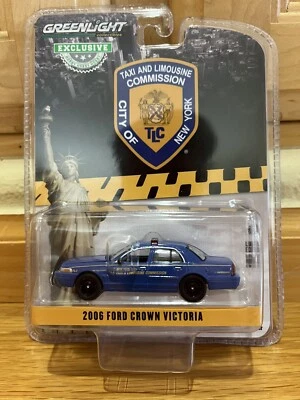 GREENLIGHT
EXCLUSIVE
TAXI AND LIMOUSINE
COMMISSION
CITY OF
NEW YORK
TLC
2006 FORD CROWN VICTORIA